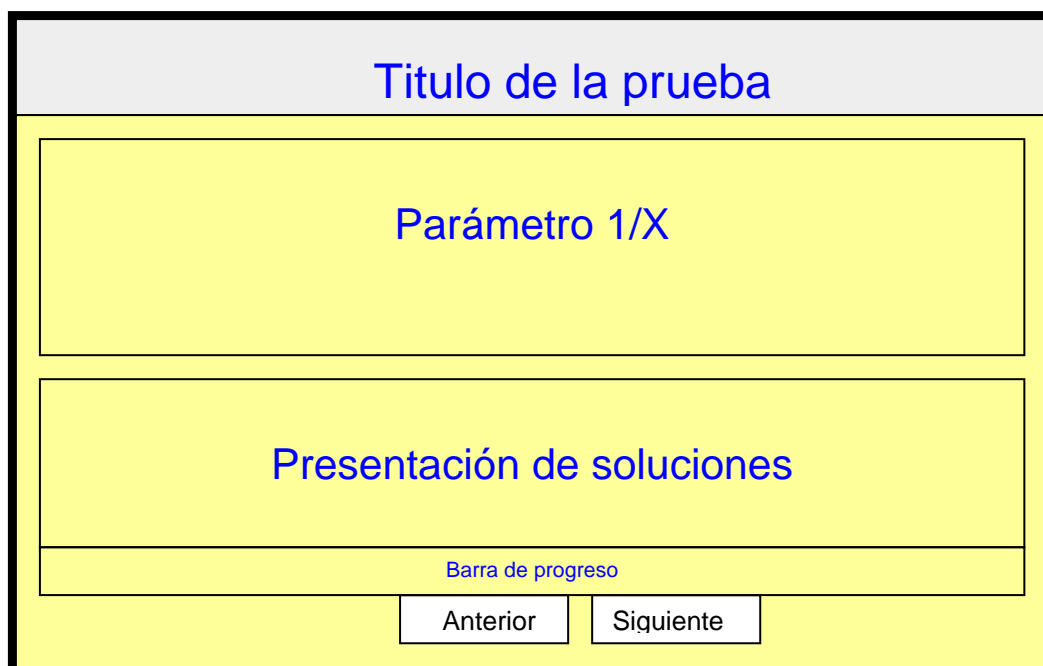 Titulo de la prueba
Parámetro 1/X
Presentación de soluciones
Barra de progreso
Anterior
Siguiente